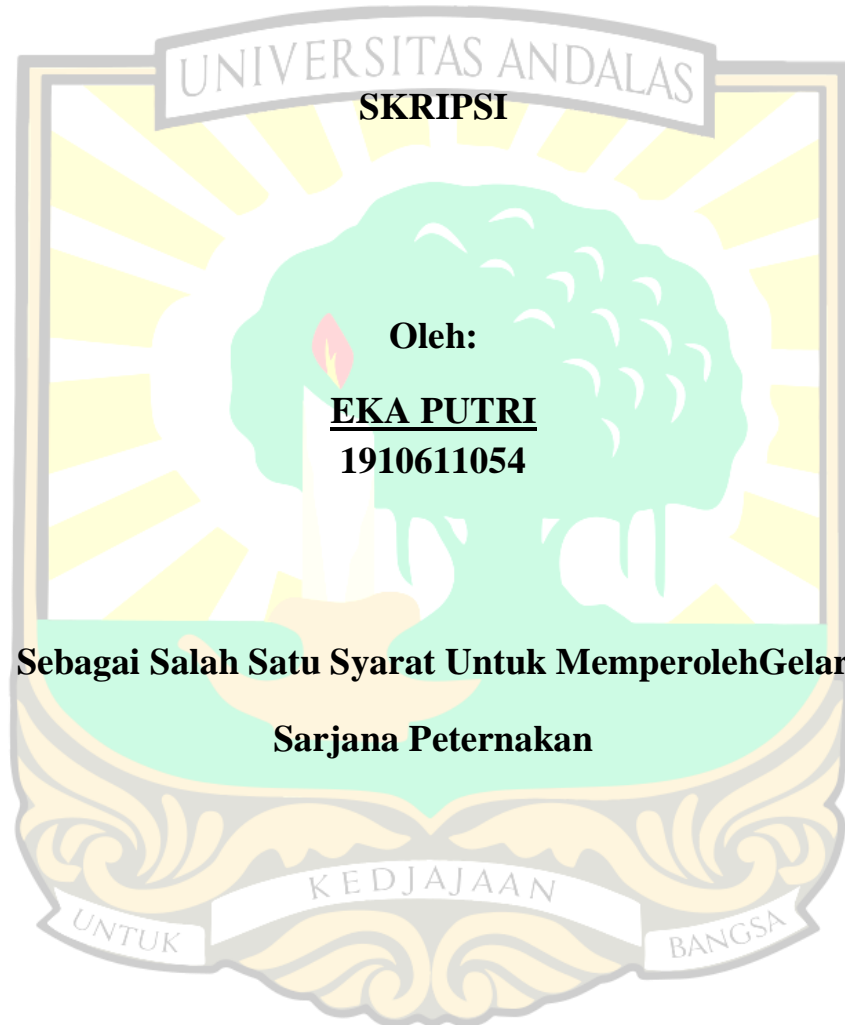 UNIVERSITAS ANDALAS
SKRIPSI
Oleh:
EKA PUTRI
1910611054
Sebagai Salah Satu Syarat Untuk MemperolehGelar
Sarjana Peternakan
UNTUK KEDJAJAAN BANGSA